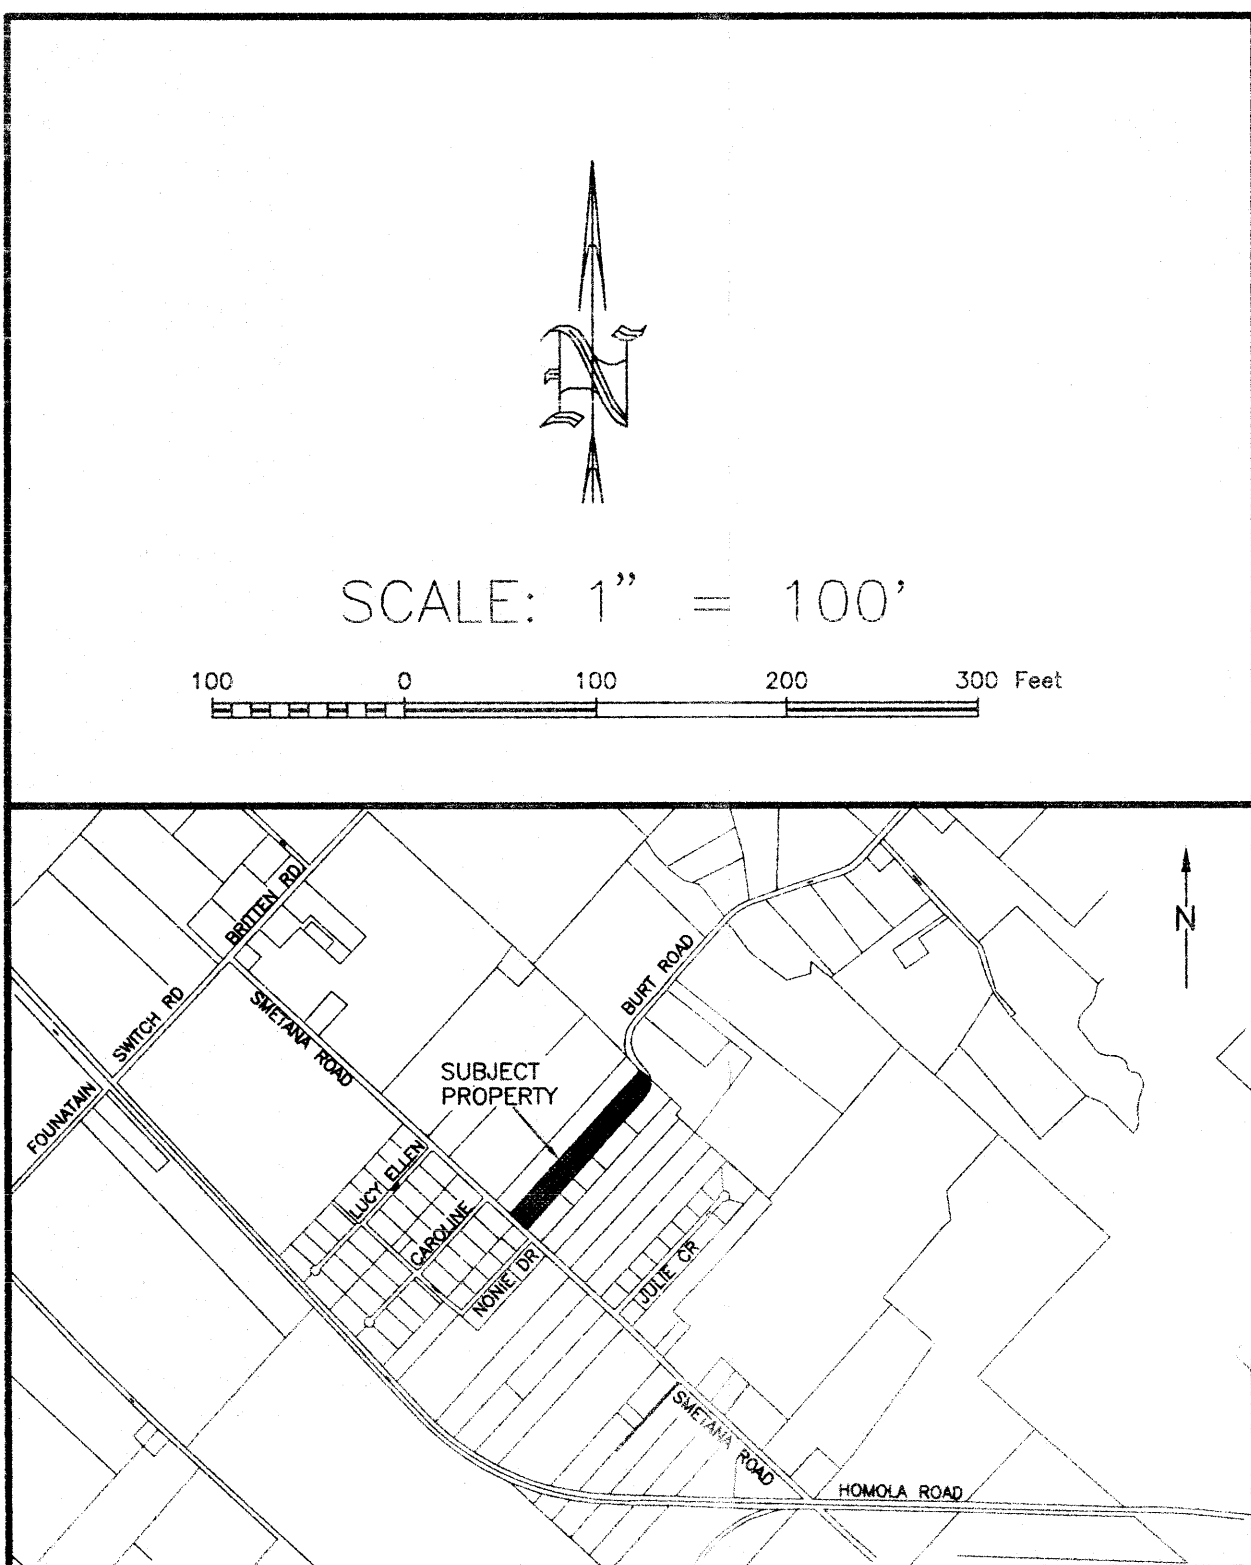 N
SCALE: 1" = 100'
100 0 100 200 300 Feet
BRITTEN RD
N
BURT ROAD
SWITCH RD
SMETANA ROAD
SUBJECT
PROPERTY
FOUNATAIN
LUCY ELLEN
CAROLINE
NONIE DR
JULIE CR
SMETANA ROAD
HOMOLA ROAD